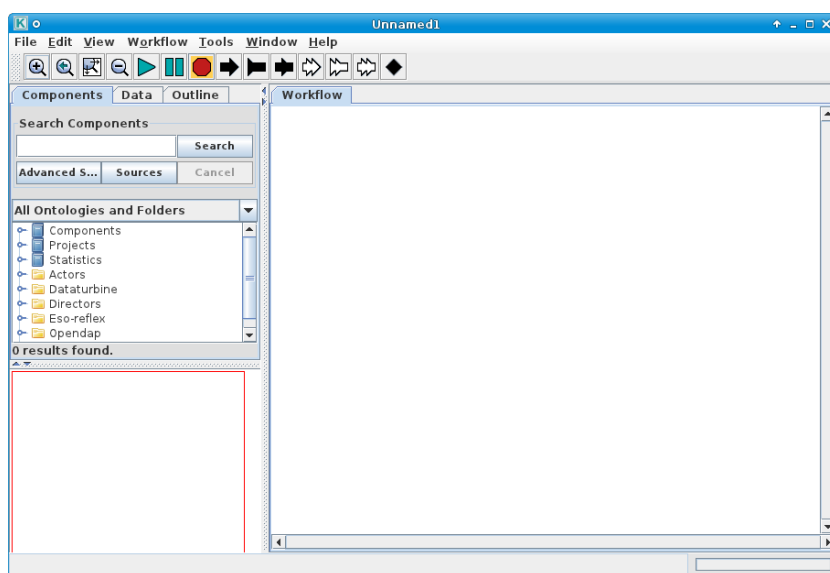 Unnamed1
File Edit View Workflow Tools Window Help
Components Data Outline
Workflow
Search Components
Search
Advanced S... Sources Cancel
All Ontologies and Folders
Components
Projects
Statistics
Actors
Dataturbine
Directors
Eso-reflex
Opendap
0 results found.